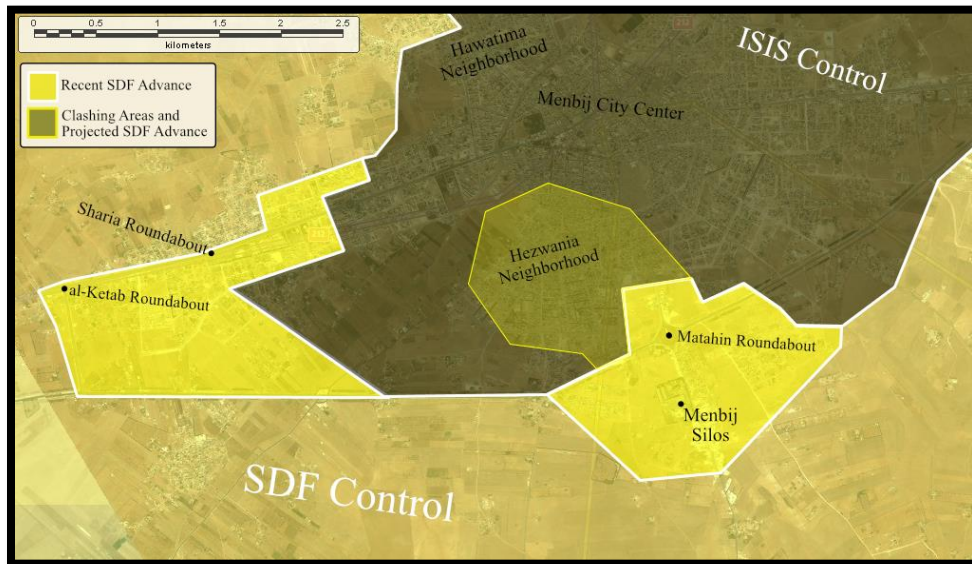 0 0.5 1 1.5 2 2.5
kilometers
Recent SDF Advance
Clashing Areas and
Projected SDF Advance
Hawatima
Neighborhood
ISIS Control
Menbij City Center
Sharia Roundabout
Hezwania
Neighborhood
al-Ketab Roundabout
Matahin Roundabout
Menbij
Silos
SDF Control